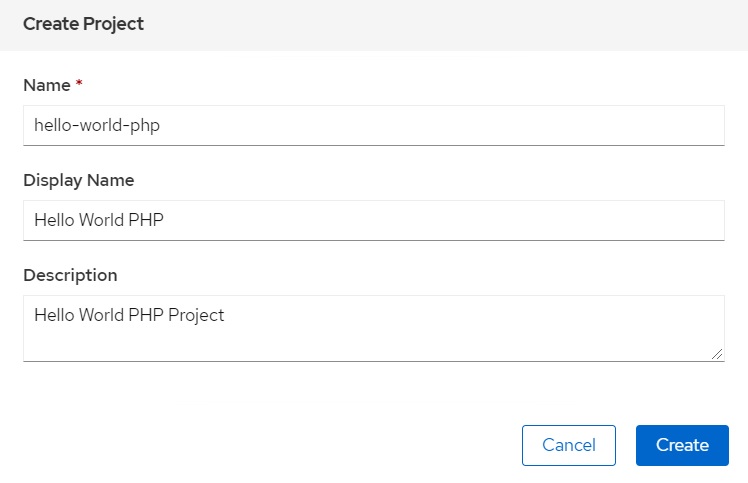 Create Project
Name *
hello-world-php
Display Name
Hello World PHP
Description
Hello World PHP Project
Cancel
Create